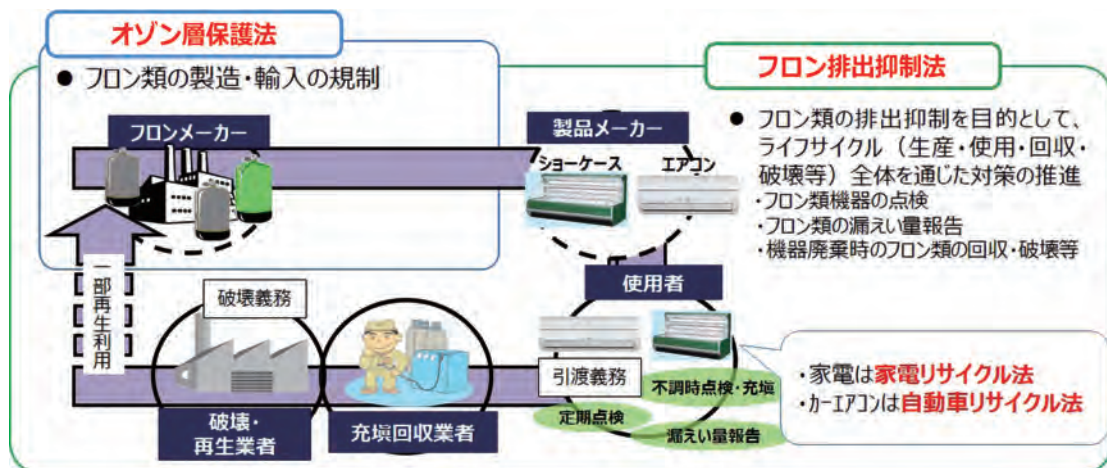 オゾン層保護法
● フロン類の製造・輸入の規制
フロンメーカー
製品メーカー
ショーケース
エアコン
フロン排出抑制法
● フロン類の排出抑制を目的として、
ライフサイクル（生産・使用・回収・
破壊等）全体を通じた対策の推進
・フロン類機器の点検
・フロン類の漏えい量報告
・機器廃棄時のフロン類の回収・破壊等
使用者
引渡義務
不調時点検・充塡
定期点検
漏えい量報告
・家電は家電リサイクル法
・カーエアコンは自動車リサイクル法
充塡回収業者
破壊義務
破壊・
再生業者
一部再生利用